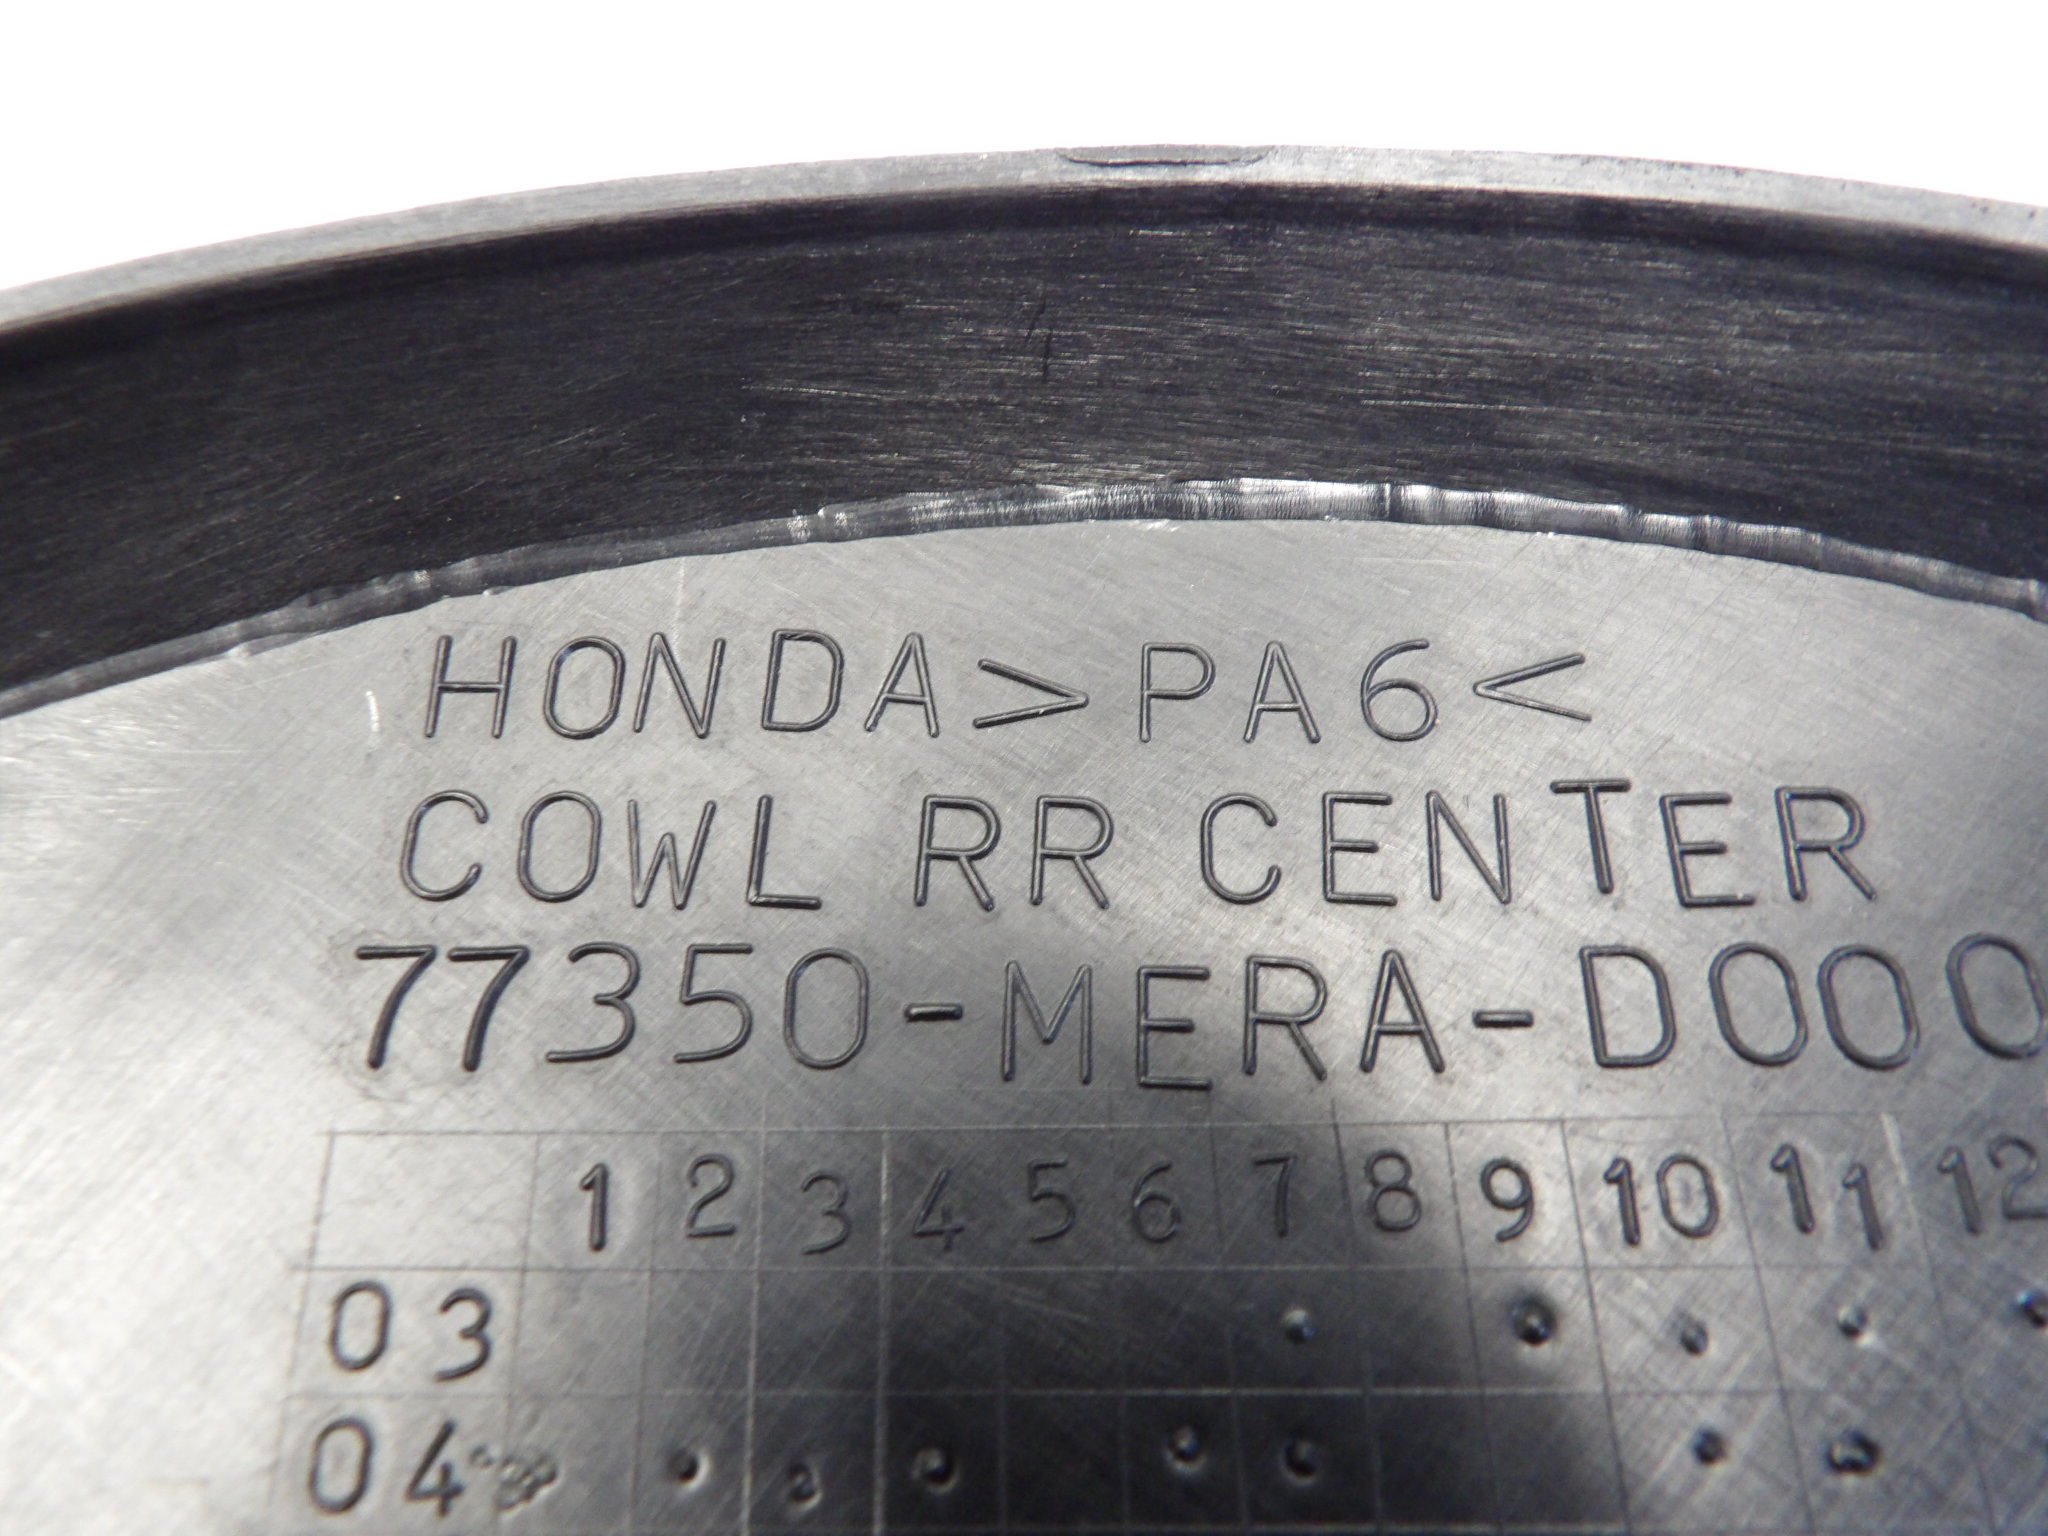 HONDA>PA6<
COWL RR CENTER
77350-MERA-D000
1 2 3 4 5 6 7 8 9 10 11 12
03
04